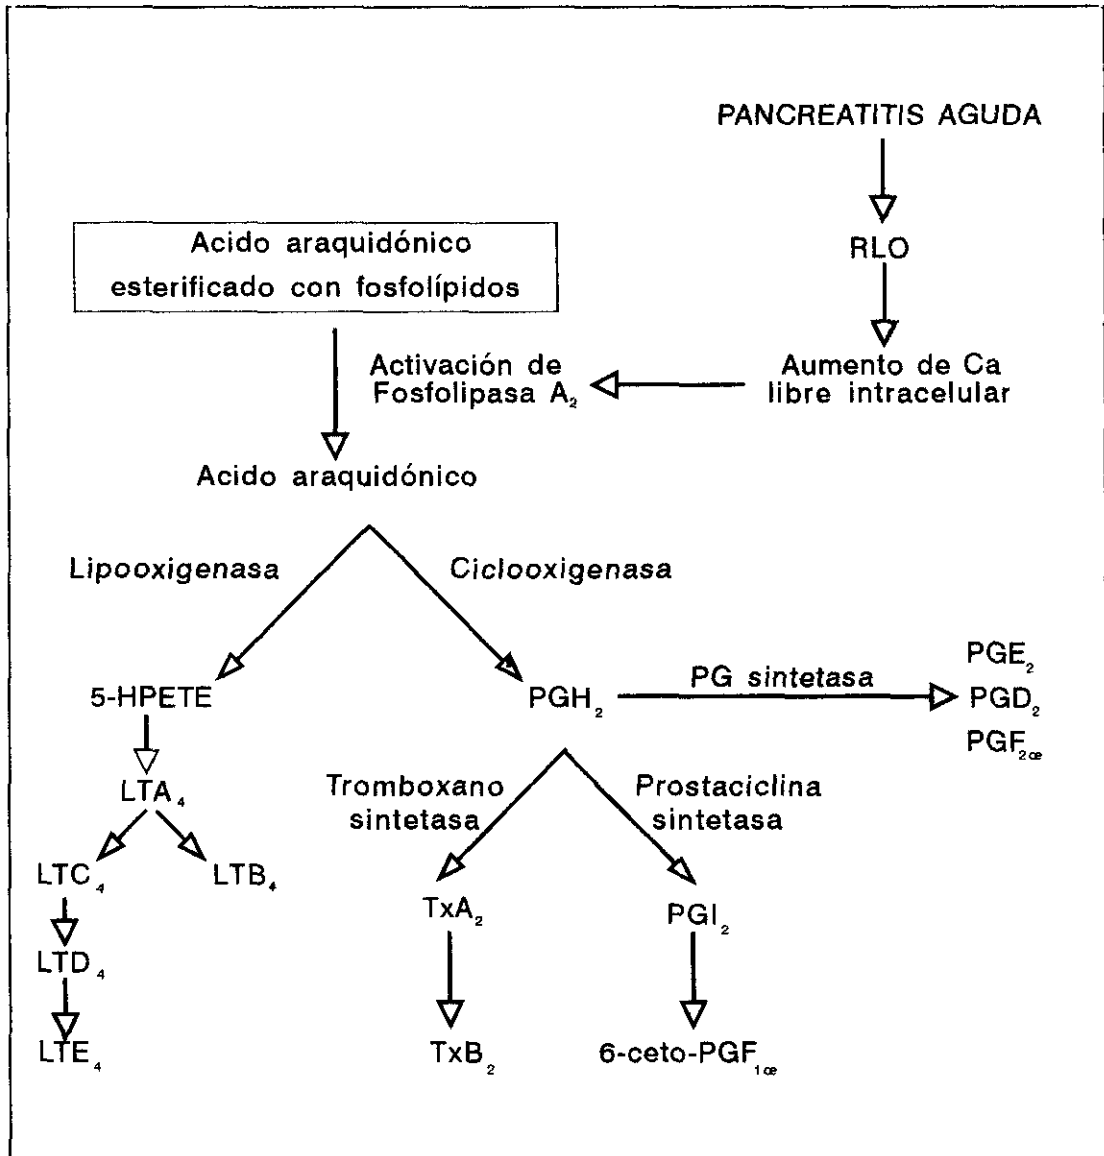 PANCREATITIS AGUDA
RLO
Acido araquidónico
esterificado con fosfolípidos
Aumento de Ca
libre intracelular
Activación de
Fosfolipasa A₂
Acido araquidónico
Lipooxigenasa
Ciclooxigenasa
5-HPETE
PGH₂
PG sintetasa
PGE₂
PGD₂
PGF₂œ
LTA₄
LTC₄
LTB₄
LTD₄
LTE₄
Tromboxano
sintetasa
Prostaciclina
sintetasa
TxA₂
PGI₂
TxB₂
6-ceto-PGF₁œ